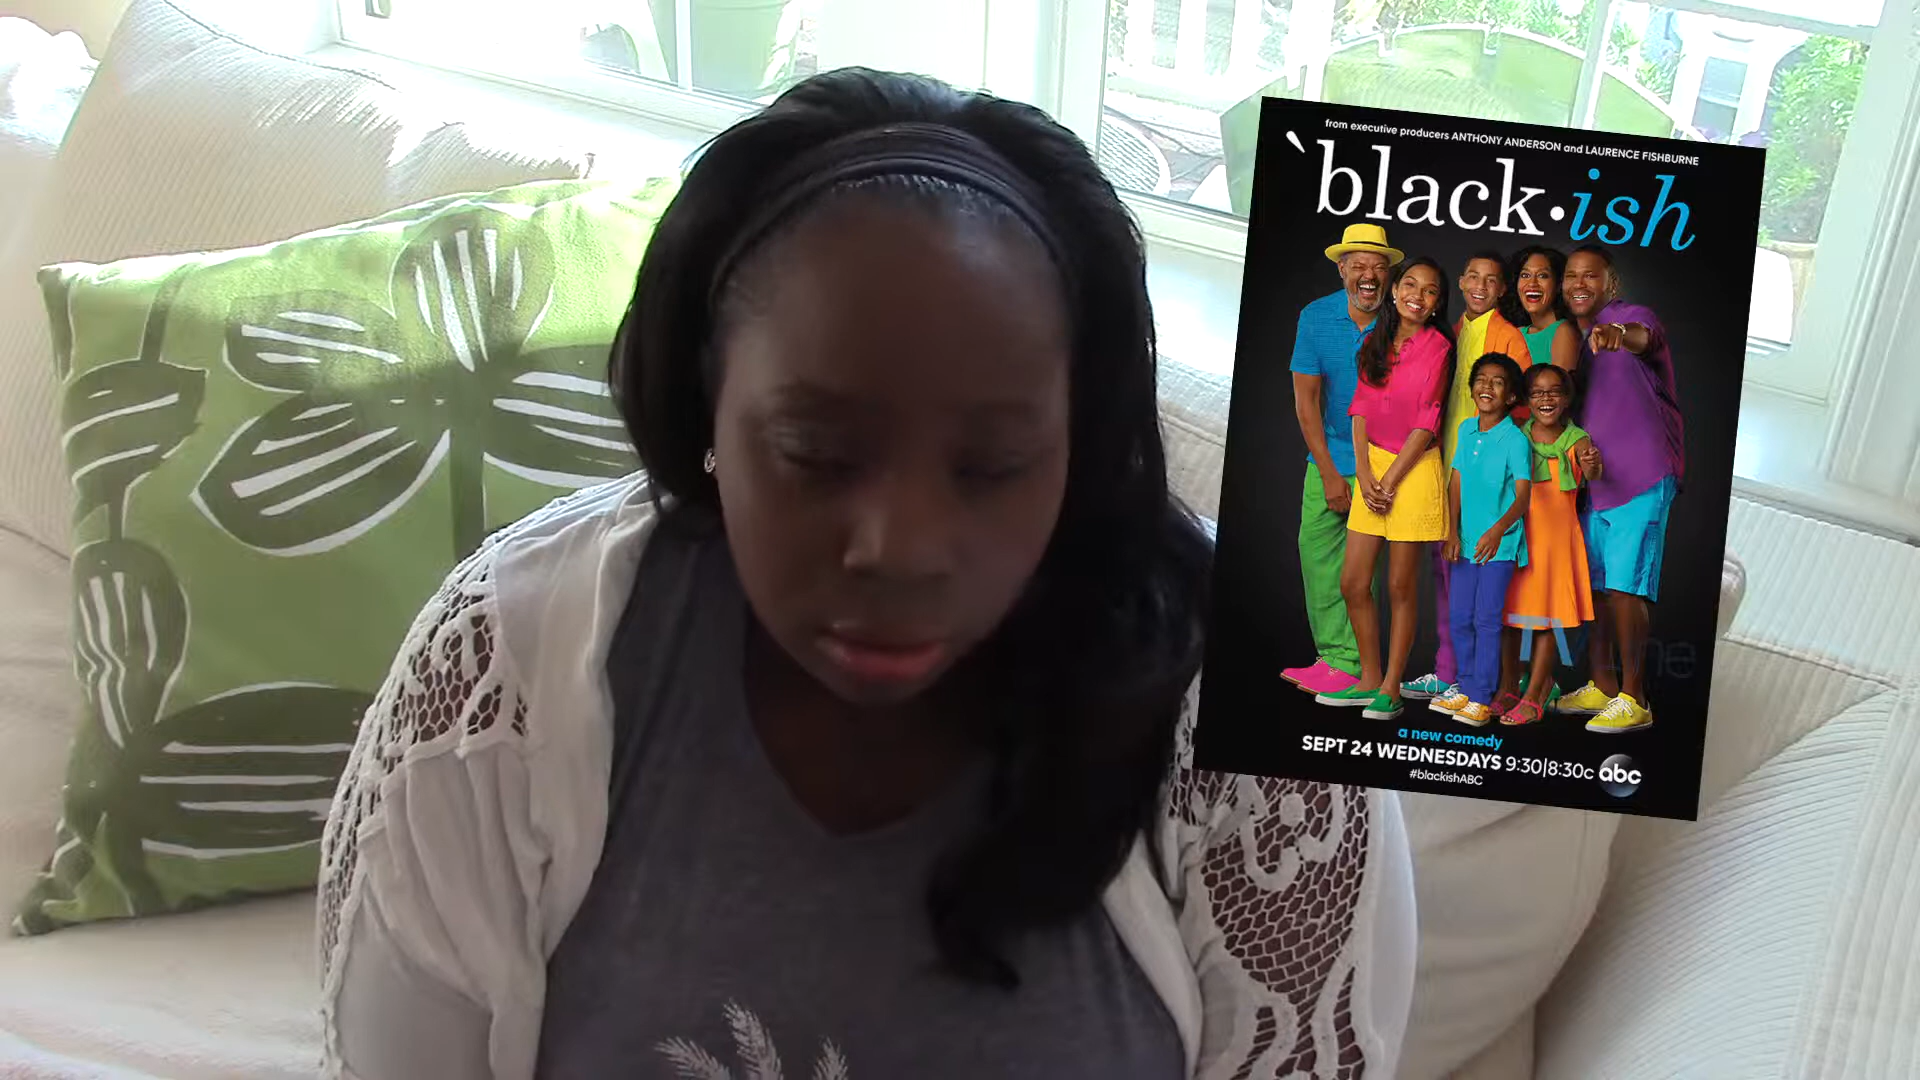 from executive producers ANTHONY ANDERSON and LAURENCE FISHBURNE
`black•ish
a new comedy
SEPT 24 WEDNESDAYS 9:30|8:30c abc
#blackishABC